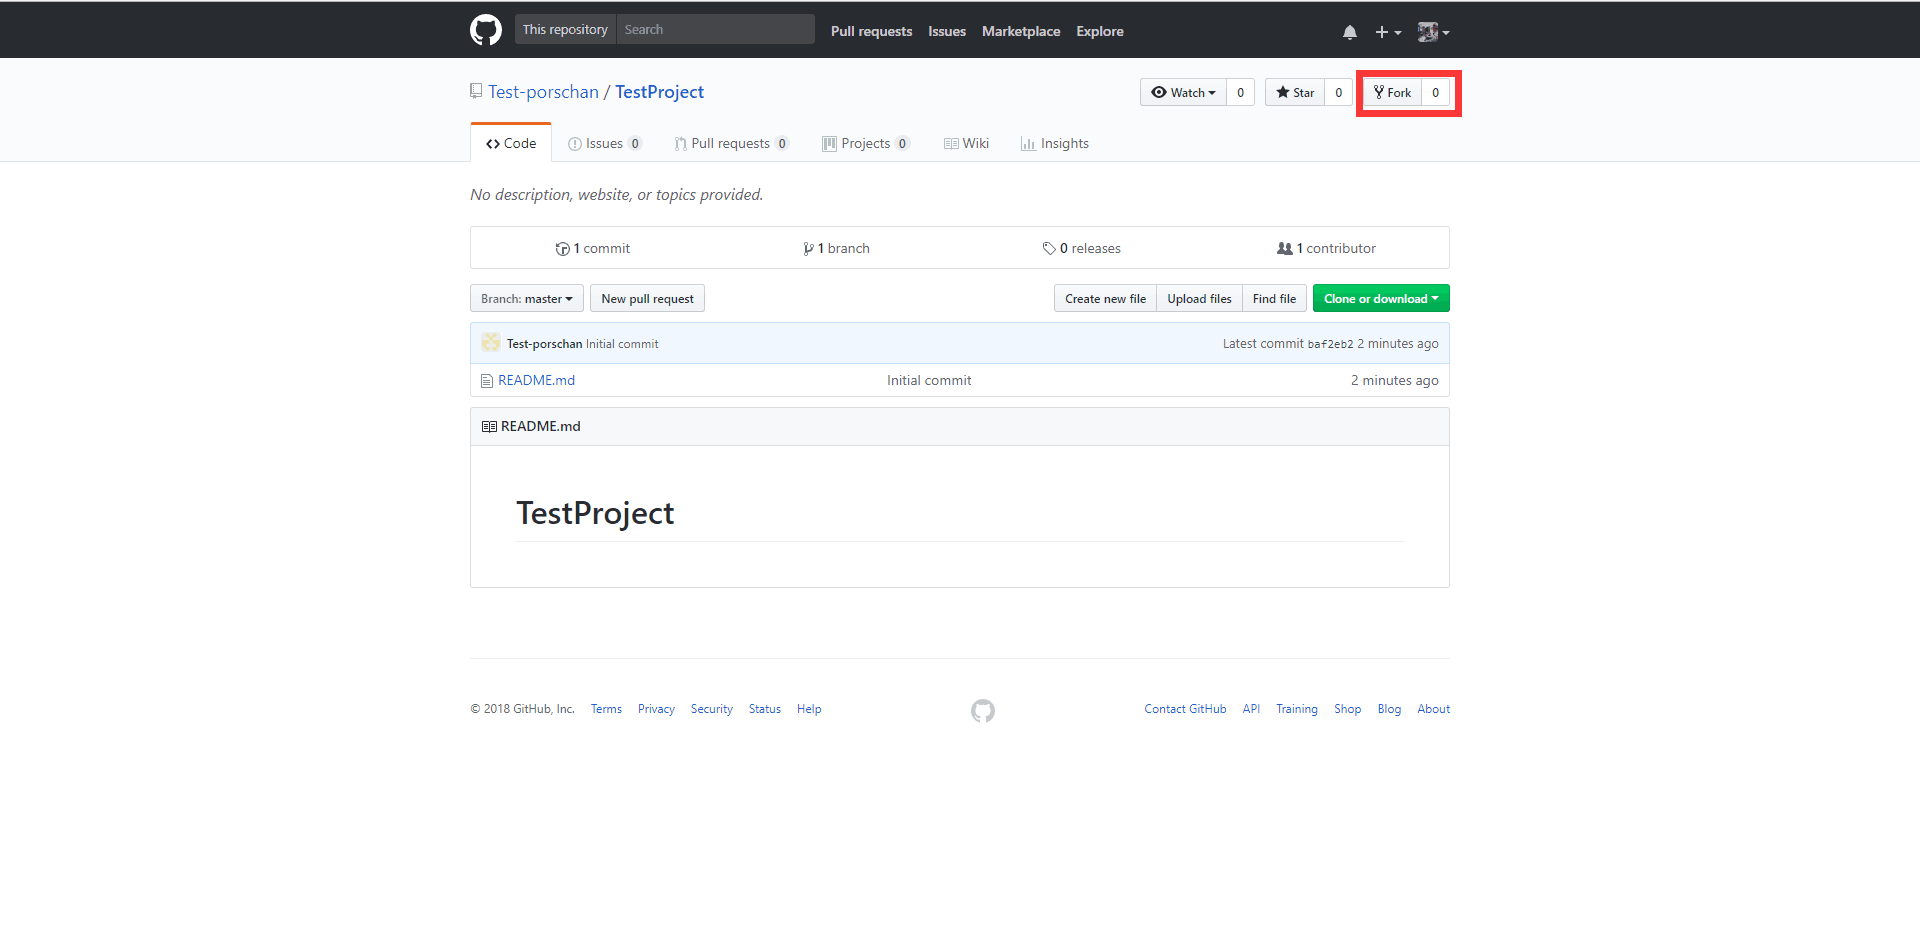 This repository Search Pull requests Issues Marketplace Explore
Test-porschan / TestProject Watch 0 Star 0 Fork 0
Code Issues 0 Pull requests 0 Projects 0 Wiki Insights
No description, website, or topics provided.
1 commit 1 branch 0 releases 1 contributor
Branch: master New pull request Create new file Upload files Find file Clone or download
Test-porschan Initial commit Latest commit baf2eb2 2 minutes ago
README.md Initial commit 2 minutes ago
README.md
TestProject
© 2018 GitHub, Inc. Terms Privacy Security Status Help Contact GitHub API Training Shop Blog About